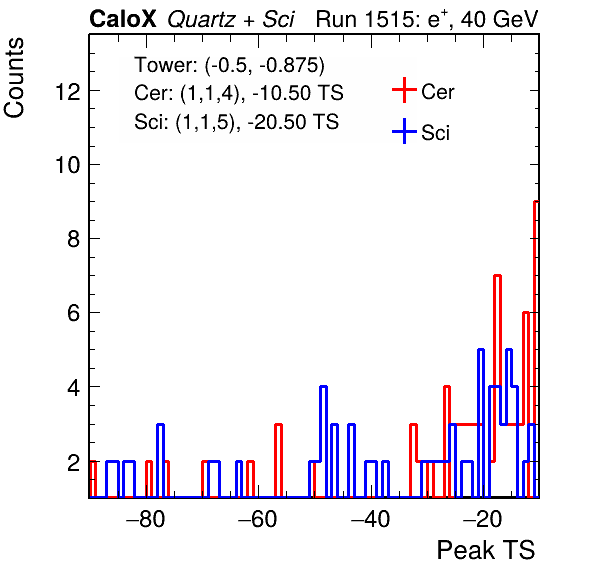 CaloX Quartz + Sci Run 1515: e⁺, 40 GeV
Tower: (-0.5, -0.875)
Cer: (1,1,4), -10.50 TS
Sci: (1,1,5), -20.50 TS
Cer
Sci
Counts
12
10
8
6
4
2
−80 −60 −40 −20
Peak TS